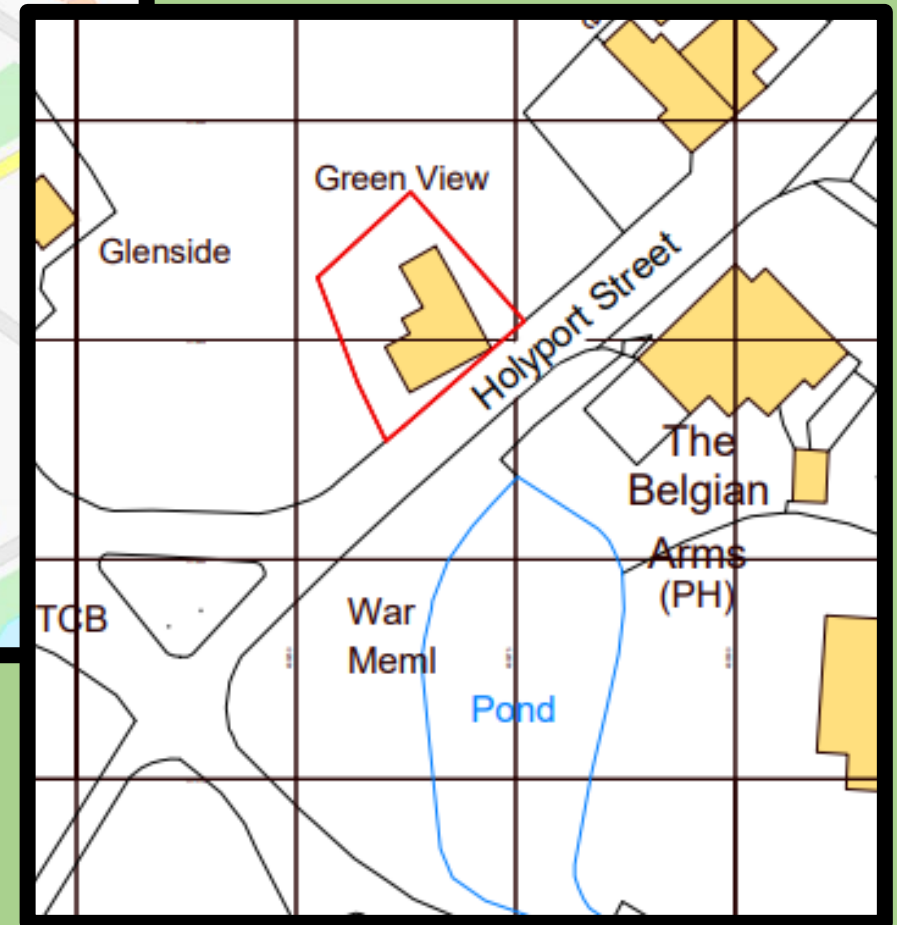 Green View
Glenside
Holyport Street
The
Belgian
Arms
(PH)
TCB
War
Meml
Pond